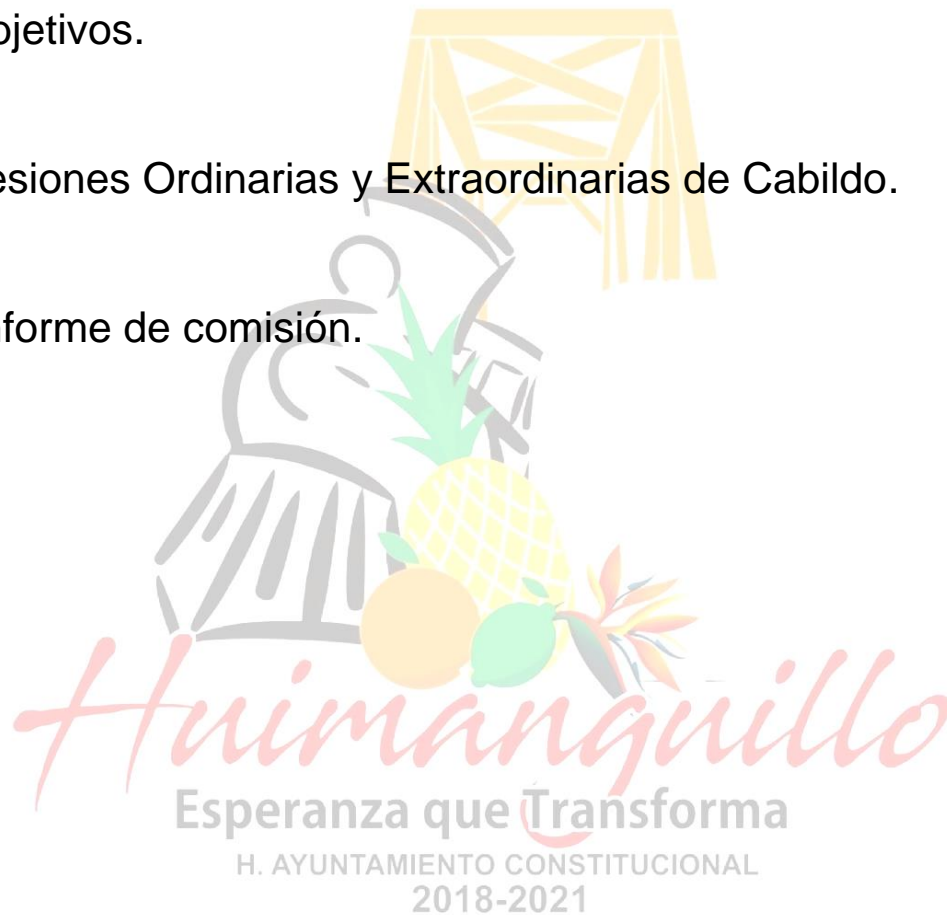 ojetivos.
esiones Ordinarias y Extraordinarias de Cabildo.
forme de comisión.
Huimanguillo
Esperanza que Transforma
H. AYUNTAMIENTO CONSTITUCIONAL
2018-2021